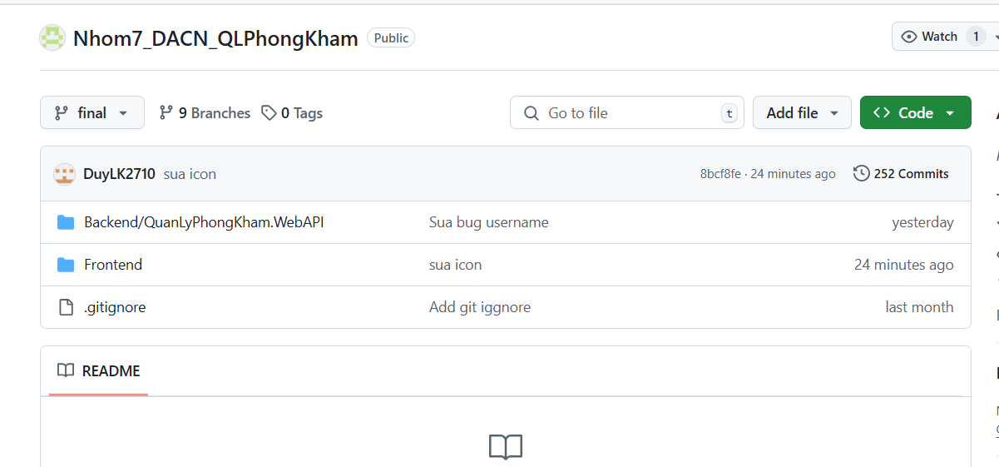 Nhom7_DACN_QLPhongKham Public Watch 1
final 9 Branches 0 Tags Go to file t Add file Code
DuyLK2710 sua icon 8bcf8fe · 24 minutes ago 252 Commits
Backend/QuanLyPhongKham.WebAPI Sua bug username yesterday
Frontend sua icon 24 minutes ago
.gitignore Add git iggnore last month
README